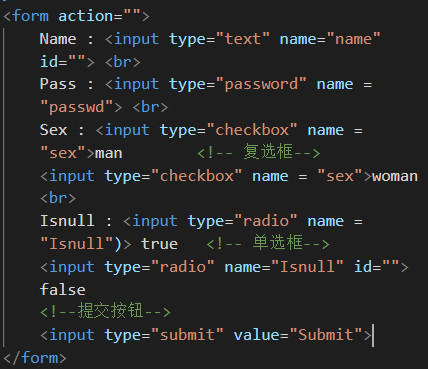 <form action="">
Name : <input type="text" name="name"
id=""> <br>
Pass : <input type="password" name =
"passwd"> <br>
Sex : <input type="checkbox" name =
"sex">man <!-- 复选框-->
<input type="checkbox" name = "sex">woman
<br>
Isnull : <input type="radio" name =
"Isnull")> true <!-- 单选框-->
<input type="radio" name="Isnull" id="">
false
<!--提交按钮-->
<input type="submit" value="Submit">
</form>